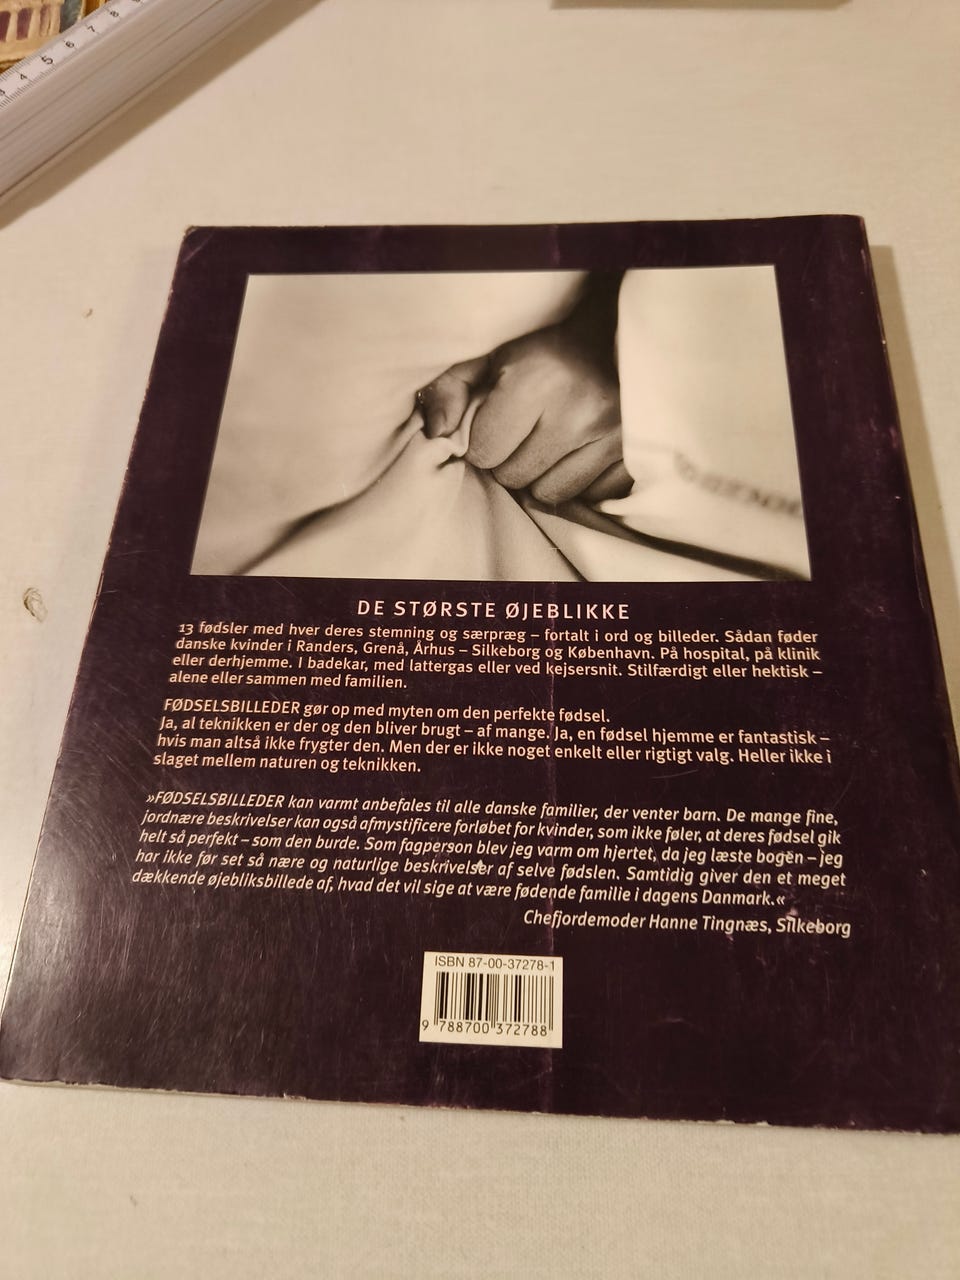 3 4 5 6 7 8
DE STØRSTE ØJEBLIKKE
13 fødsler med hver deres stemning og særpræg – fortalt i ord og billeder. Sådan føder
danske kvinder i Randers, Grenå, Århus – Silkeborg og København. På hospital, på klinik
eller derhjemme. I badekar, med lattergas eller ved kejsersnit. Stilfærdigt eller hektisk –
alene eller sammen med familien.
FØDSELSBILLEDER gør op med myten om den perfekte fødsel.
Ja, al teknikken er der og den bliver brugt – af mange. Ja, en fødsel hjemme er fantastisk –
hvis man altså ikke frygter den. Men der er ikke noget enkelt eller rigtigt valg. Heller ikke i
slaget mellem naturen og teknikken.
»FØDSELSBILLEDER kan varmt anbefales til alle danske familier, der venter barn. De mange fine,
jordnære beskrivelser kan også afmystificere forløbet for kvinder, som ikke føler, at deres fødsel gik
helt så perfekt – som den burde. Som fagperson blev jeg varm om hjertet, da jeg læste bogen – jeg
har ikke før set så nære og naturlige beskrivelser af selve fødslen. Samtidig giver den et meget
dækkende øjebliksbillede af, hvad det vil sige at være fødende familie i dagens Danmark.«
Chefjordemoder Hanne Tingnæs, Silkeborg
ISBN 87-00-37278-1
9 788700 372788